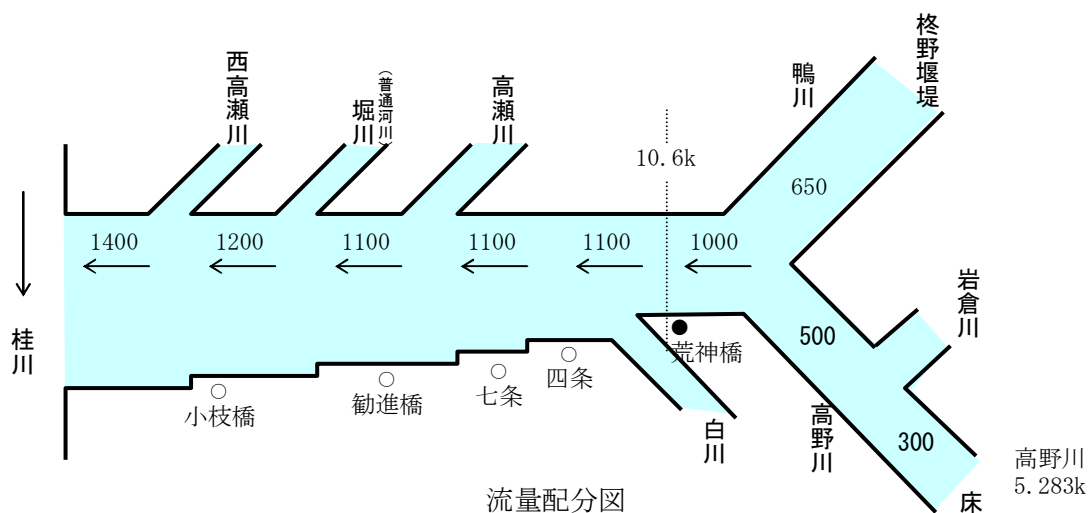 西高瀬川
堀川
(普通河川)
高瀬川
鴨川
柊野堰堤
10.6k
650
1400
1200
1100
1100
1100
1000
岩倉川
桂川
500
荒神橋
四条
七条
勧進橋
小枝橋
白川
高野川
300
高野川
5.283k
床
流量配分図